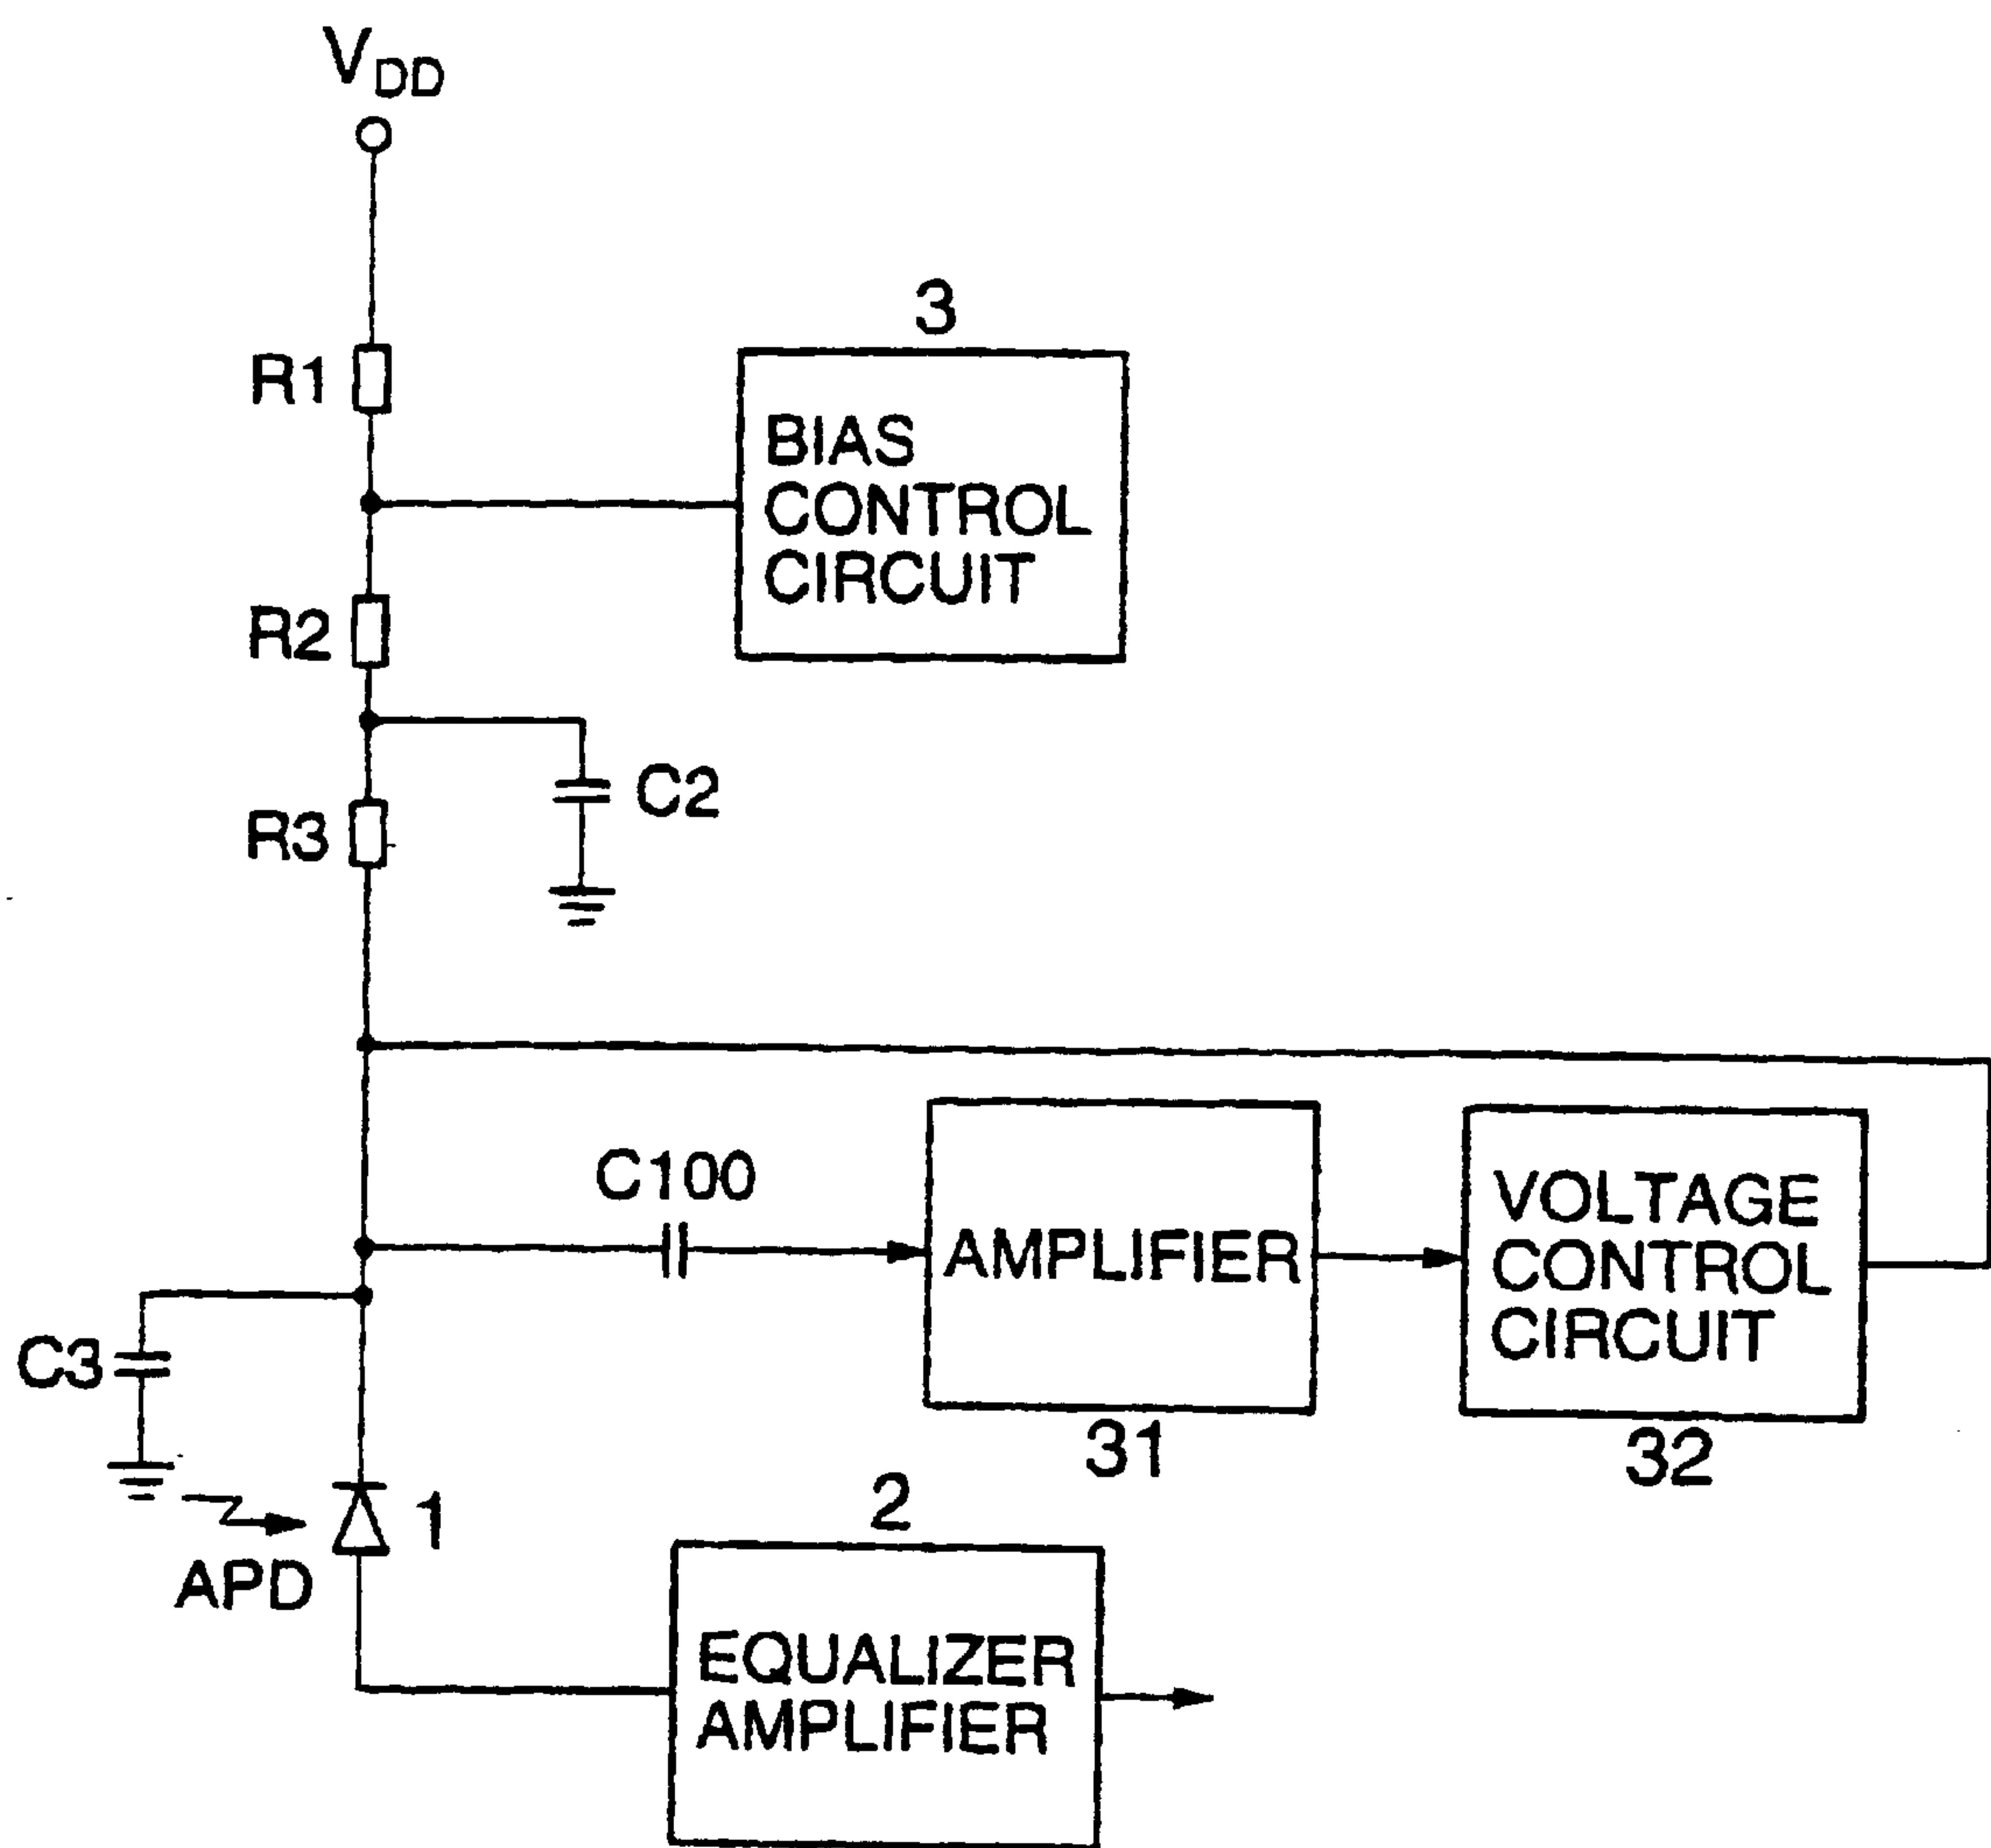 VDD
3
R1
BIAS
CONTROL
CIRCUIT
R2
C2
R3
C100
AMPLIFIER
VOLTAGE
CONTROL
CIRCUIT
C3
31
32
1
2
APD
EQUALIZER
AMPLIFIER